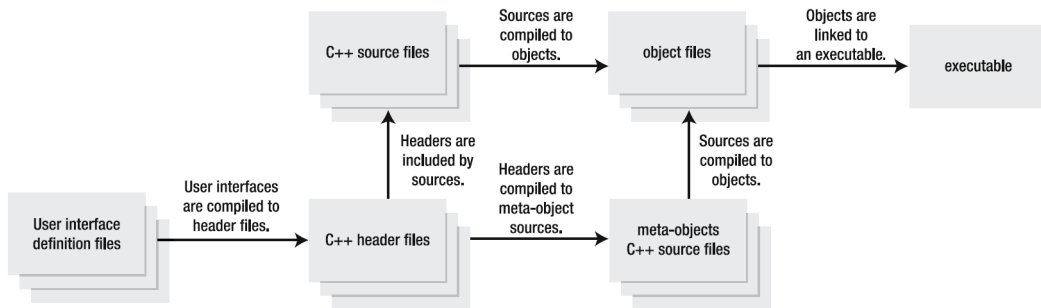 C++ source files
Sources are
compiled to
objects.
object files
Objects are
linked to
an executable.
executable
Headers are
included by
sources.
Sources are
compiled to
objects.
User interface
definition files
User interfaces
are compiled to
header files.
C++ header files
Headers are
compiled to
meta-object
sources.
meta-objects
C++ source files